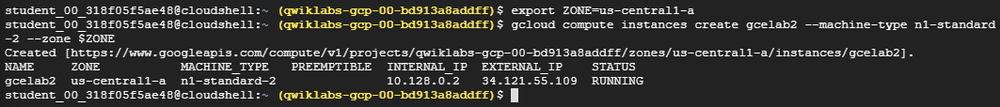 student_00_318f05f5ae48@cloudshell:~ (qwiklabs-gcp-00-bd913a8addff)$ export ZONE=us-central1-a
student_00_318f05f5ae48@cloudshell:~ (qwiklabs-gcp-00-bd913a8addff)$ gcloud compute instances create gcelab2 --machine-type n1-standard
-2 --zone $ZONE
Created [https://www.googleapis.com/compute/v1/projects/qwiklabs-gcp-00-bd913a8addff/zones/us-central1-a/instances/gcelab2].
NAME     ZONE           MACHINE_TYPE   PREEMPTIBLE  INTERNAL_IP  EXTERNAL_IP    STATUS
gcelab2  us-central1-a  n1-standard-2               10.128.0.2   34.121.55.109  RUNNING
student_00_318f05f5ae48@cloudshell:~ (qwiklabs-gcp-00-bd913a8addff)$